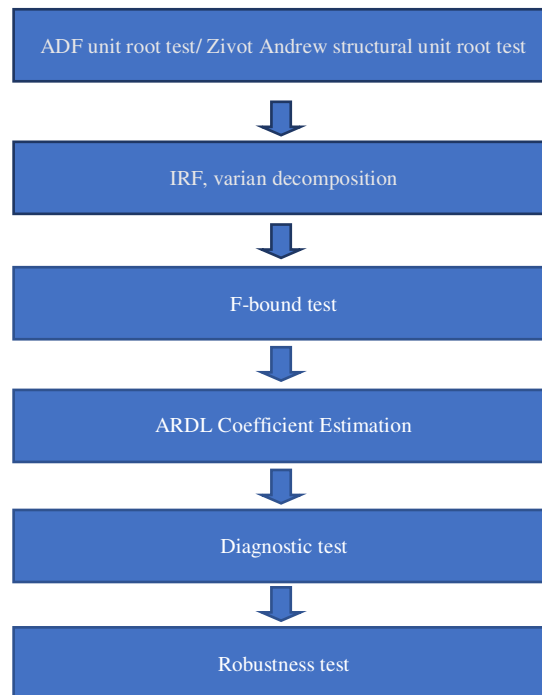 ADF unit root test/ Zivot Andrew structural unit root test
IRF, varian decomposition
F-bound test
ARDL Coefficient Estimation
Diagnostic test
Robustness test